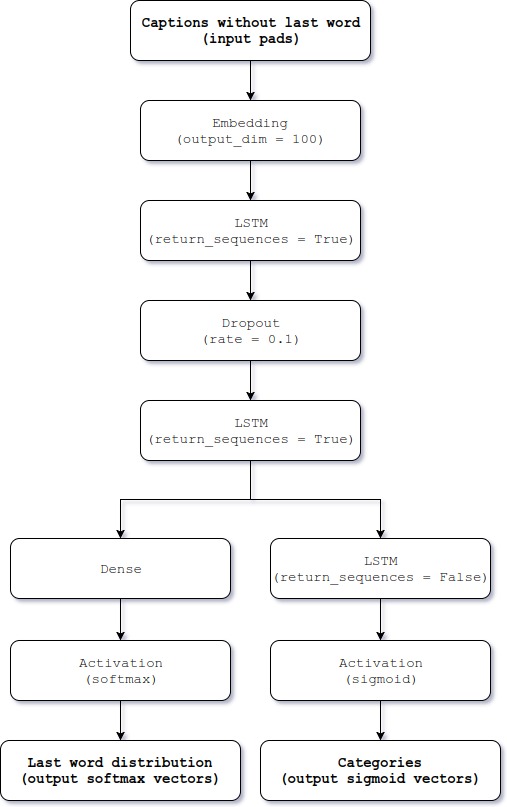 Captions without last word
(input pads)
Embedding
(output_dim = 100)
LSTM
(return_sequences = True)
Dropout
(rate = 0.1)
LSTM
(return_sequences = True)
Dense
LSTM
(return_sequences = False)
Activation
(softmax)
Activation
(sigmoid)
Last word distribution
(output softmax vectors)
Categories
(output sigmoid vectors)